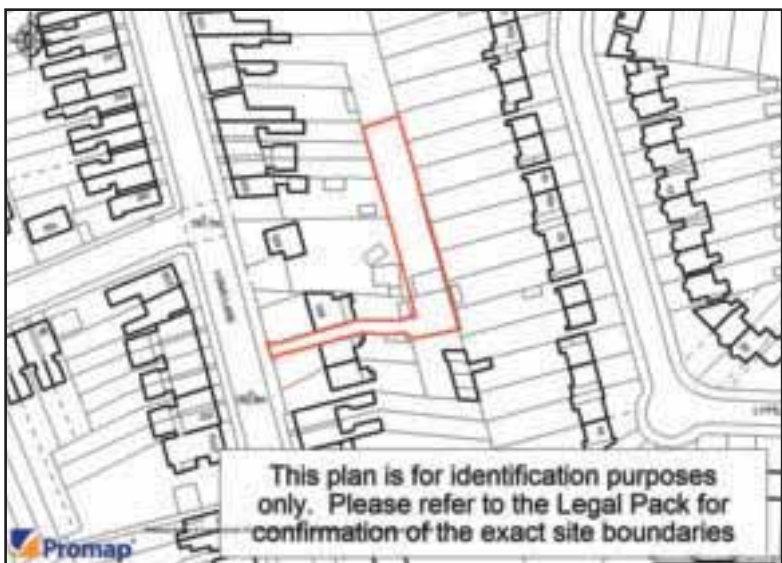 This plan is for identification purposes
only. Please refer to the Legal Pack for
confirmation of the exact site boundaries
Promap